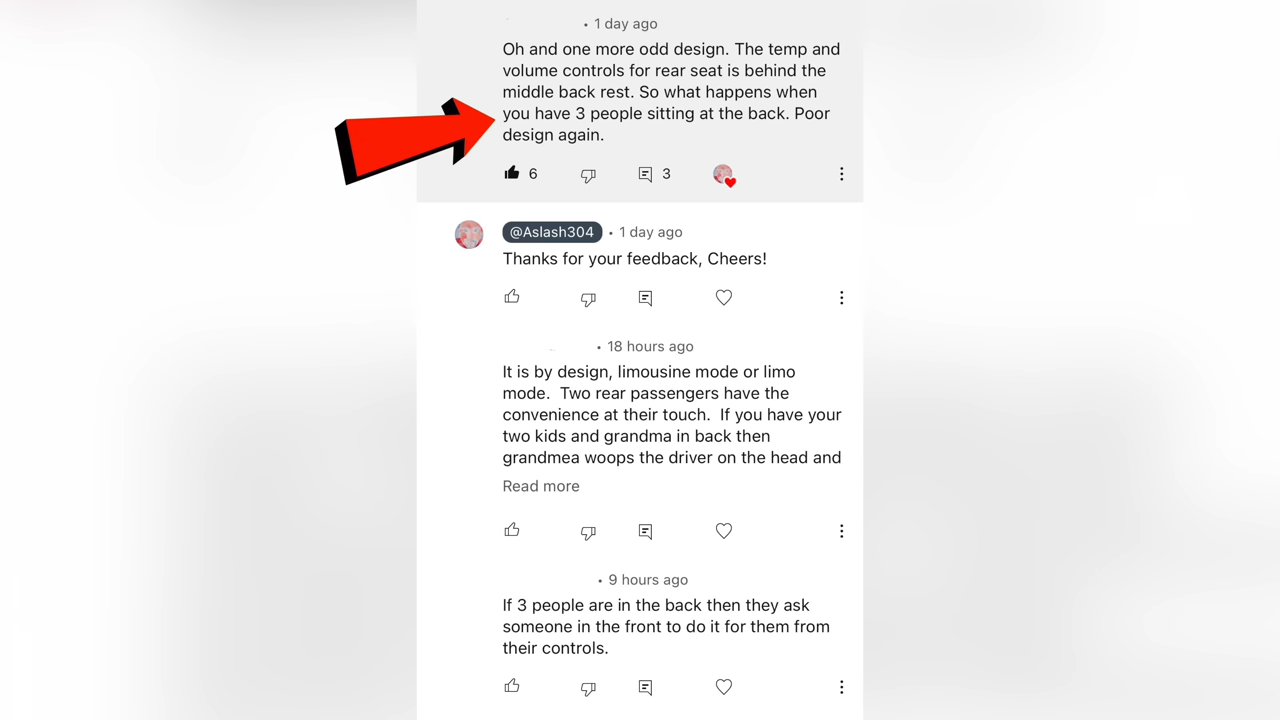 • 1 day ago
Oh and one more odd design. The temp and
volume controls for rear seat is behind the
middle back rest. So what happens when
you have 3 people sitting at the back. Poor
design again.
6 3
@Aslash304 • 1 day ago
Thanks for your feedback, Cheers!
• 18 hours ago
It is by design, limousine mode or limo
mode.  Two rear passengers have the
convenience at their touch.  If you have your
two kids and grandma in back then
grandmea woops the driver on the head and
Read more
• 9 hours ago
If 3 people are in the back then they ask
someone in the front to do it for them from
their controls.